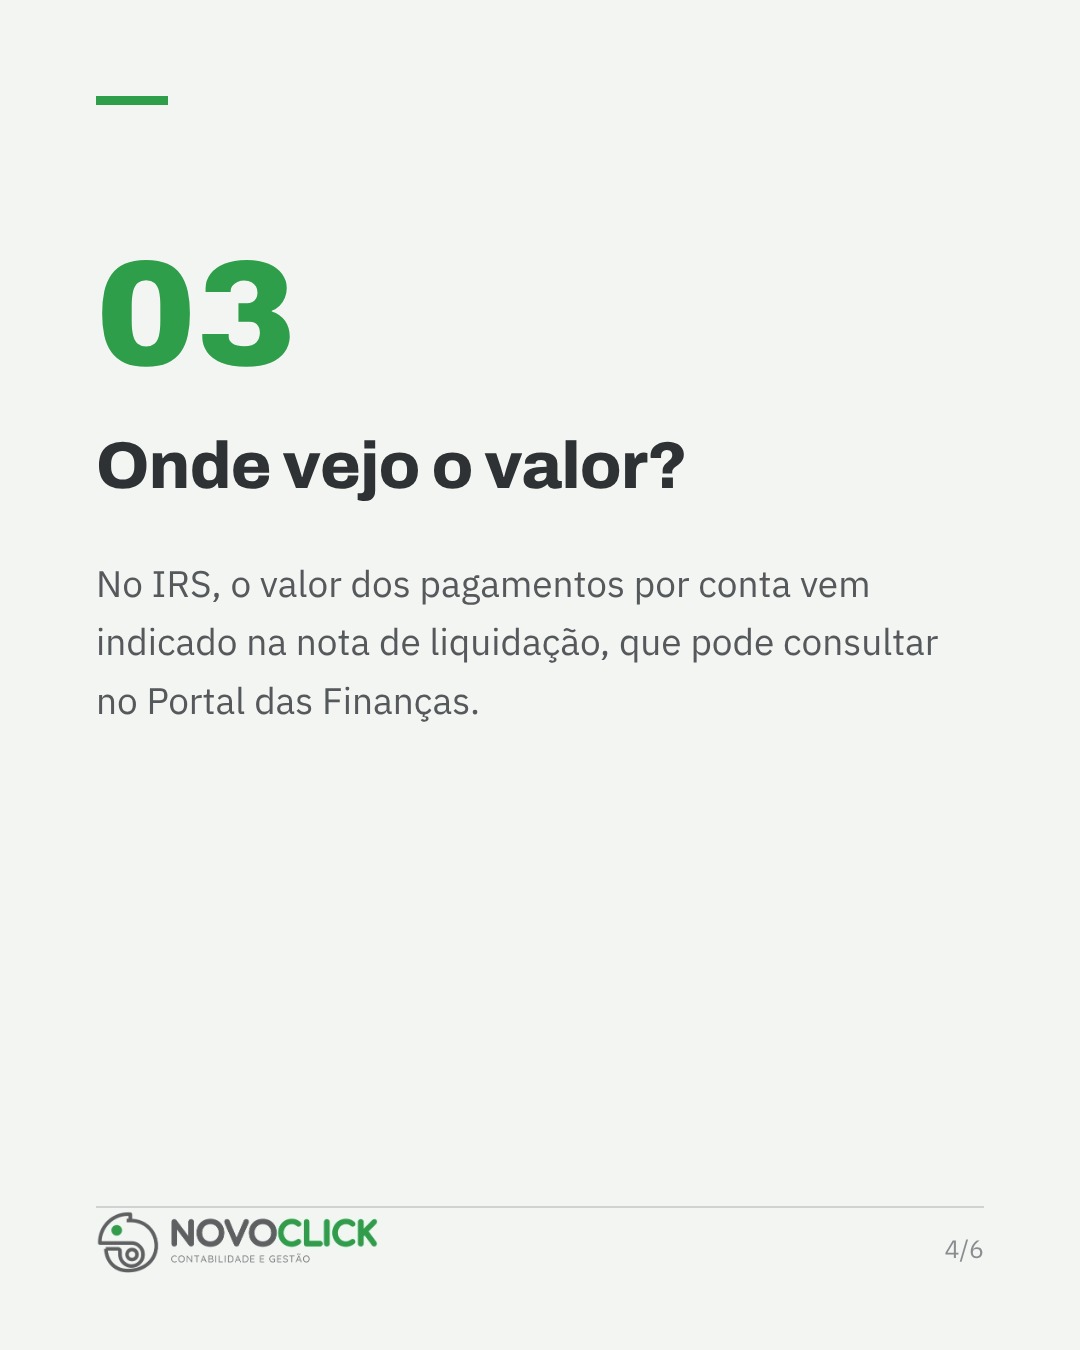 03
Onde vejo o valor?
No IRS, o valor dos pagamentos por conta vem
indicado na nota de liquidação, que pode consultar
no Portal das Finanças.
NOVOCLICK
CONTABILIDADE E GESTÃO
4/6